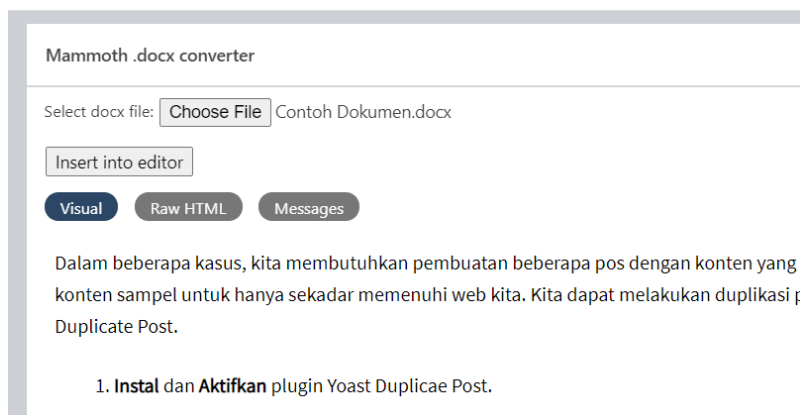 Mammoth .docx converter
Select docx file: Choose File Contoh Dokumen.docx
Insert into editor
Visual Raw HTML Messages
Dalam beberapa kasus, kita membutuhkan pembuatan beberapa pos dengan konten yang
konten sampel untuk hanya sekadar memenuhi web kita. Kita dapat melakukan duplikasi
Duplicate Post.
1. Instal dan Aktifkan plugin Yoast Duplicae Post.